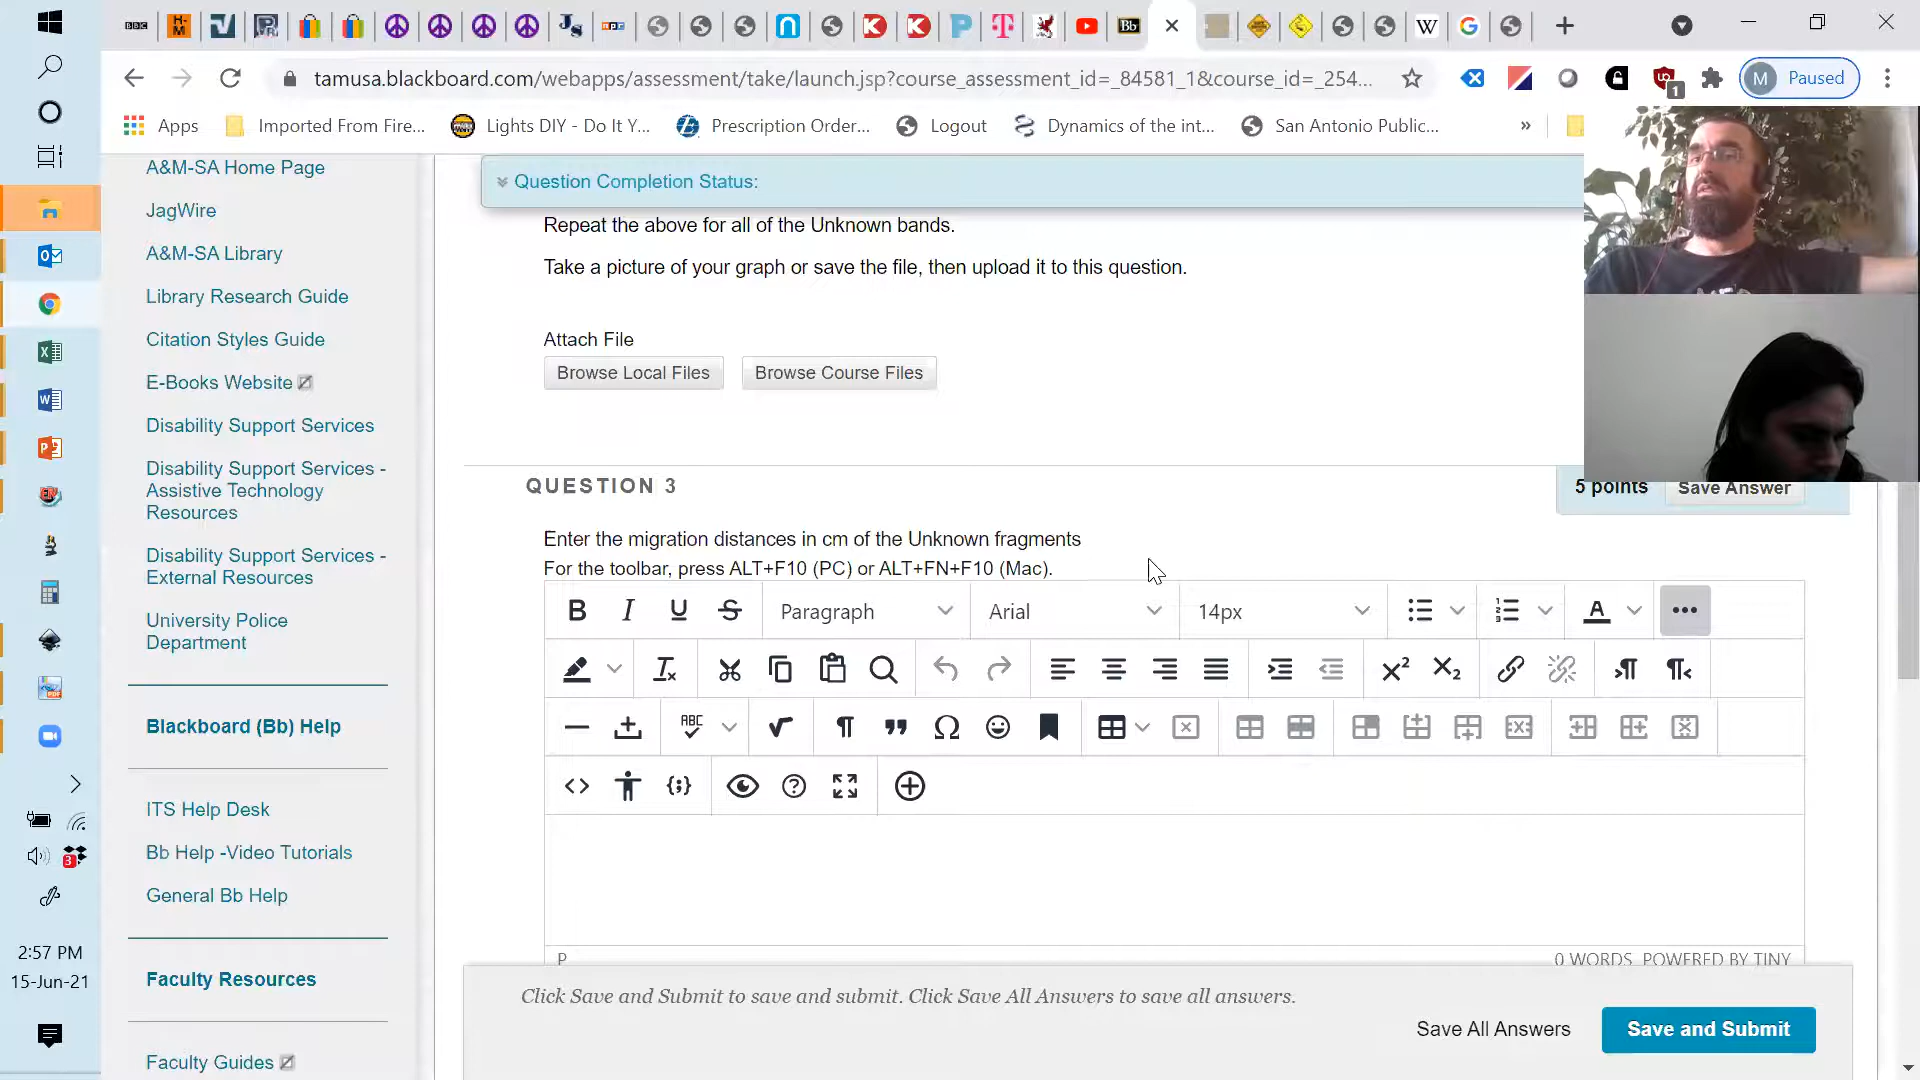 BBC
npr
Bb
W
G
tamusa.blackboard.com/webapps/assessment/take/launch.jsp?course_assessment_id=_84581_1&course_id=_254...
1
M Paused
Apps
Imported From Fire...
Lights DIY - Do It Y...
Prescription Order...
Logout
Dynamics of the int...
San Antonio Public...
»
A&M-SA Home Page
JagWire
A&M-SA Library
Library Research Guide
Citation Styles Guide
E-Books Website
Disability Support Services
Disability Support Services -
Assistive Technology
Resources
Disability Support Services -
External Resources
University Police
Department
Blackboard (Bb) Help
ITS Help Desk
Bb Help -Video Tutorials
General Bb Help
Faculty Resources
Faculty Guides
Question Completion Status:
Repeat the above for all of the Unknown bands.
Take a picture of your graph or save the file, then upload it to this question.
Attach File
Browse Local Files
Browse Course Files
QUESTION 3
5 points
Save Answer
Enter the migration distances in cm of the Unknown fragments
For the toolbar, press ALT+F10 (PC) or ALT+FN+F10 (Mac).
B I U S Paragraph Arial 14px
ABC
P
0 WORDS POWERED BY TINY
Click Save and Submit to save and submit. Click Save All Answers to save all answers.
Save All Answers
Save and Submit
3
2:57 PM
15-Jun-21